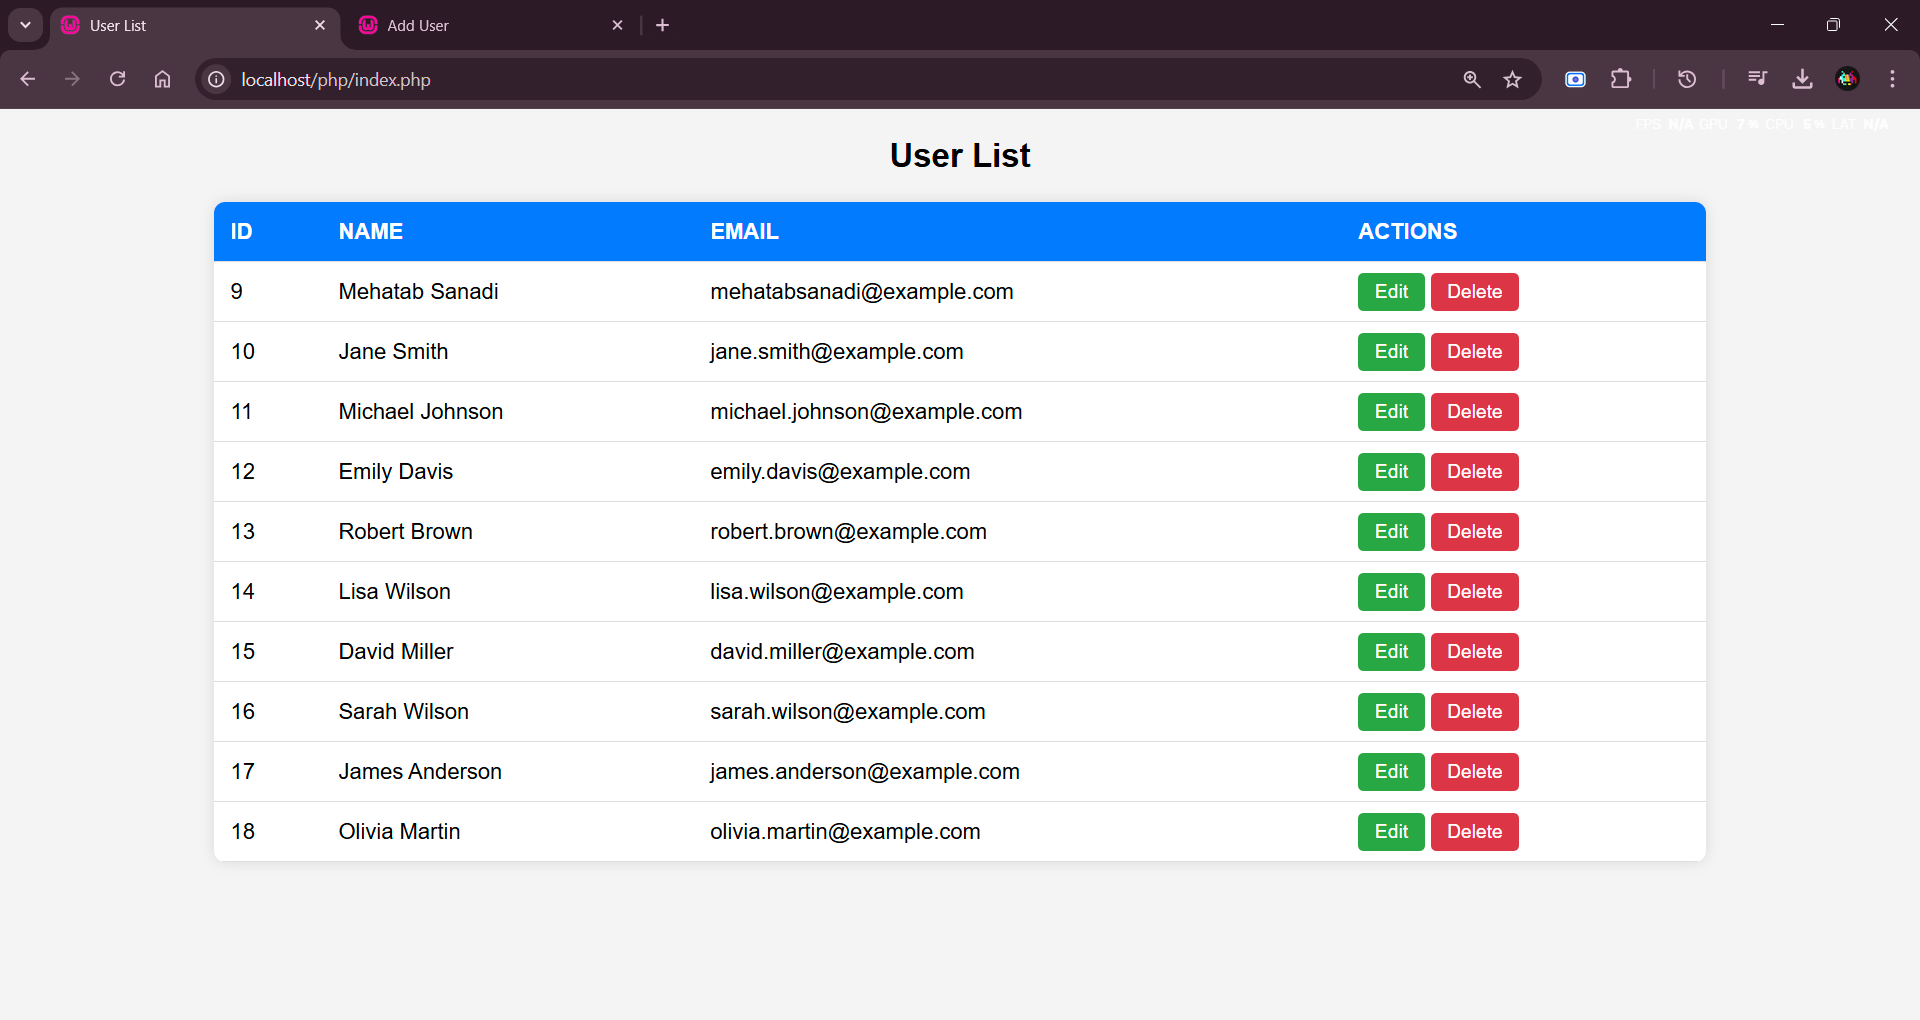 User List
Add User
localhost/php/index.php
FPS N/A GPU 7 % CPU 5 % LAT N/A
User List
ID NAME EMAIL ACTIONS
9 Mehatab Sanadi mehatabsanadi@example.com Edit Delete
10 Jane Smith jane.smith@example.com Edit Delete
11 Michael Johnson michael.johnson@example.com Edit Delete
12 Emily Davis emily.davis@example.com Edit Delete
13 Robert Brown robert.brown@example.com Edit Delete
14 Lisa Wilson lisa.wilson@example.com Edit Delete
15 David Miller david.miller@example.com Edit Delete
16 Sarah Wilson sarah.wilson@example.com Edit Delete
17 James Anderson james.anderson@example.com Edit Delete
18 Olivia Martin olivia.martin@example.com Edit Delete